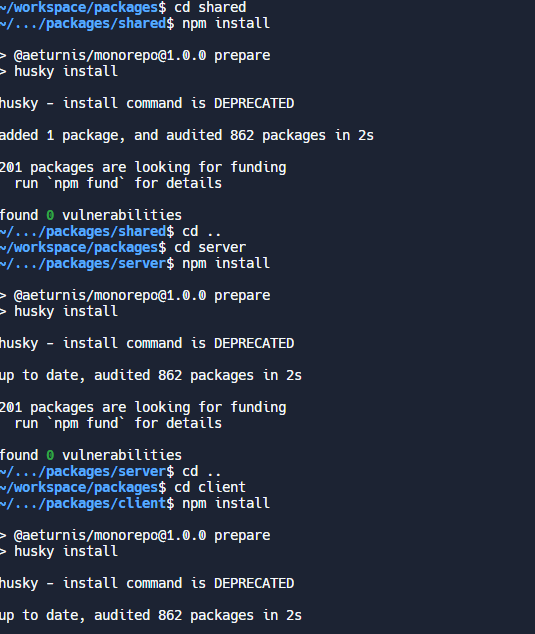 ~/workspace/packages$ cd shared
~/.../packages/shared$ npm install

> @aeturnis/monorepo@1.0.0 prepare
> husky install

husky - install command is DEPRECATED

added 1 package, and audited 862 packages in 2s

201 packages are looking for funding
  run `npm fund` for details

found 0 vulnerabilities
~/.../packages/shared$ cd ..
~/workspace/packages$ cd server
~/.../packages/server$ npm install

> @aeturnis/monorepo@1.0.0 prepare
> husky install

husky - install command is DEPRECATED

up to date, audited 862 packages in 2s

201 packages are looking for funding
  run `npm fund` for details

found 0 vulnerabilities
~/.../packages/server$ cd ..
~/workspace/packages$ cd client
~/.../packages/client$ npm install

> @aeturnis/monorepo@1.0.0 prepare
> husky install

husky - install command is DEPRECATED

up to date, audited 862 packages in 2s